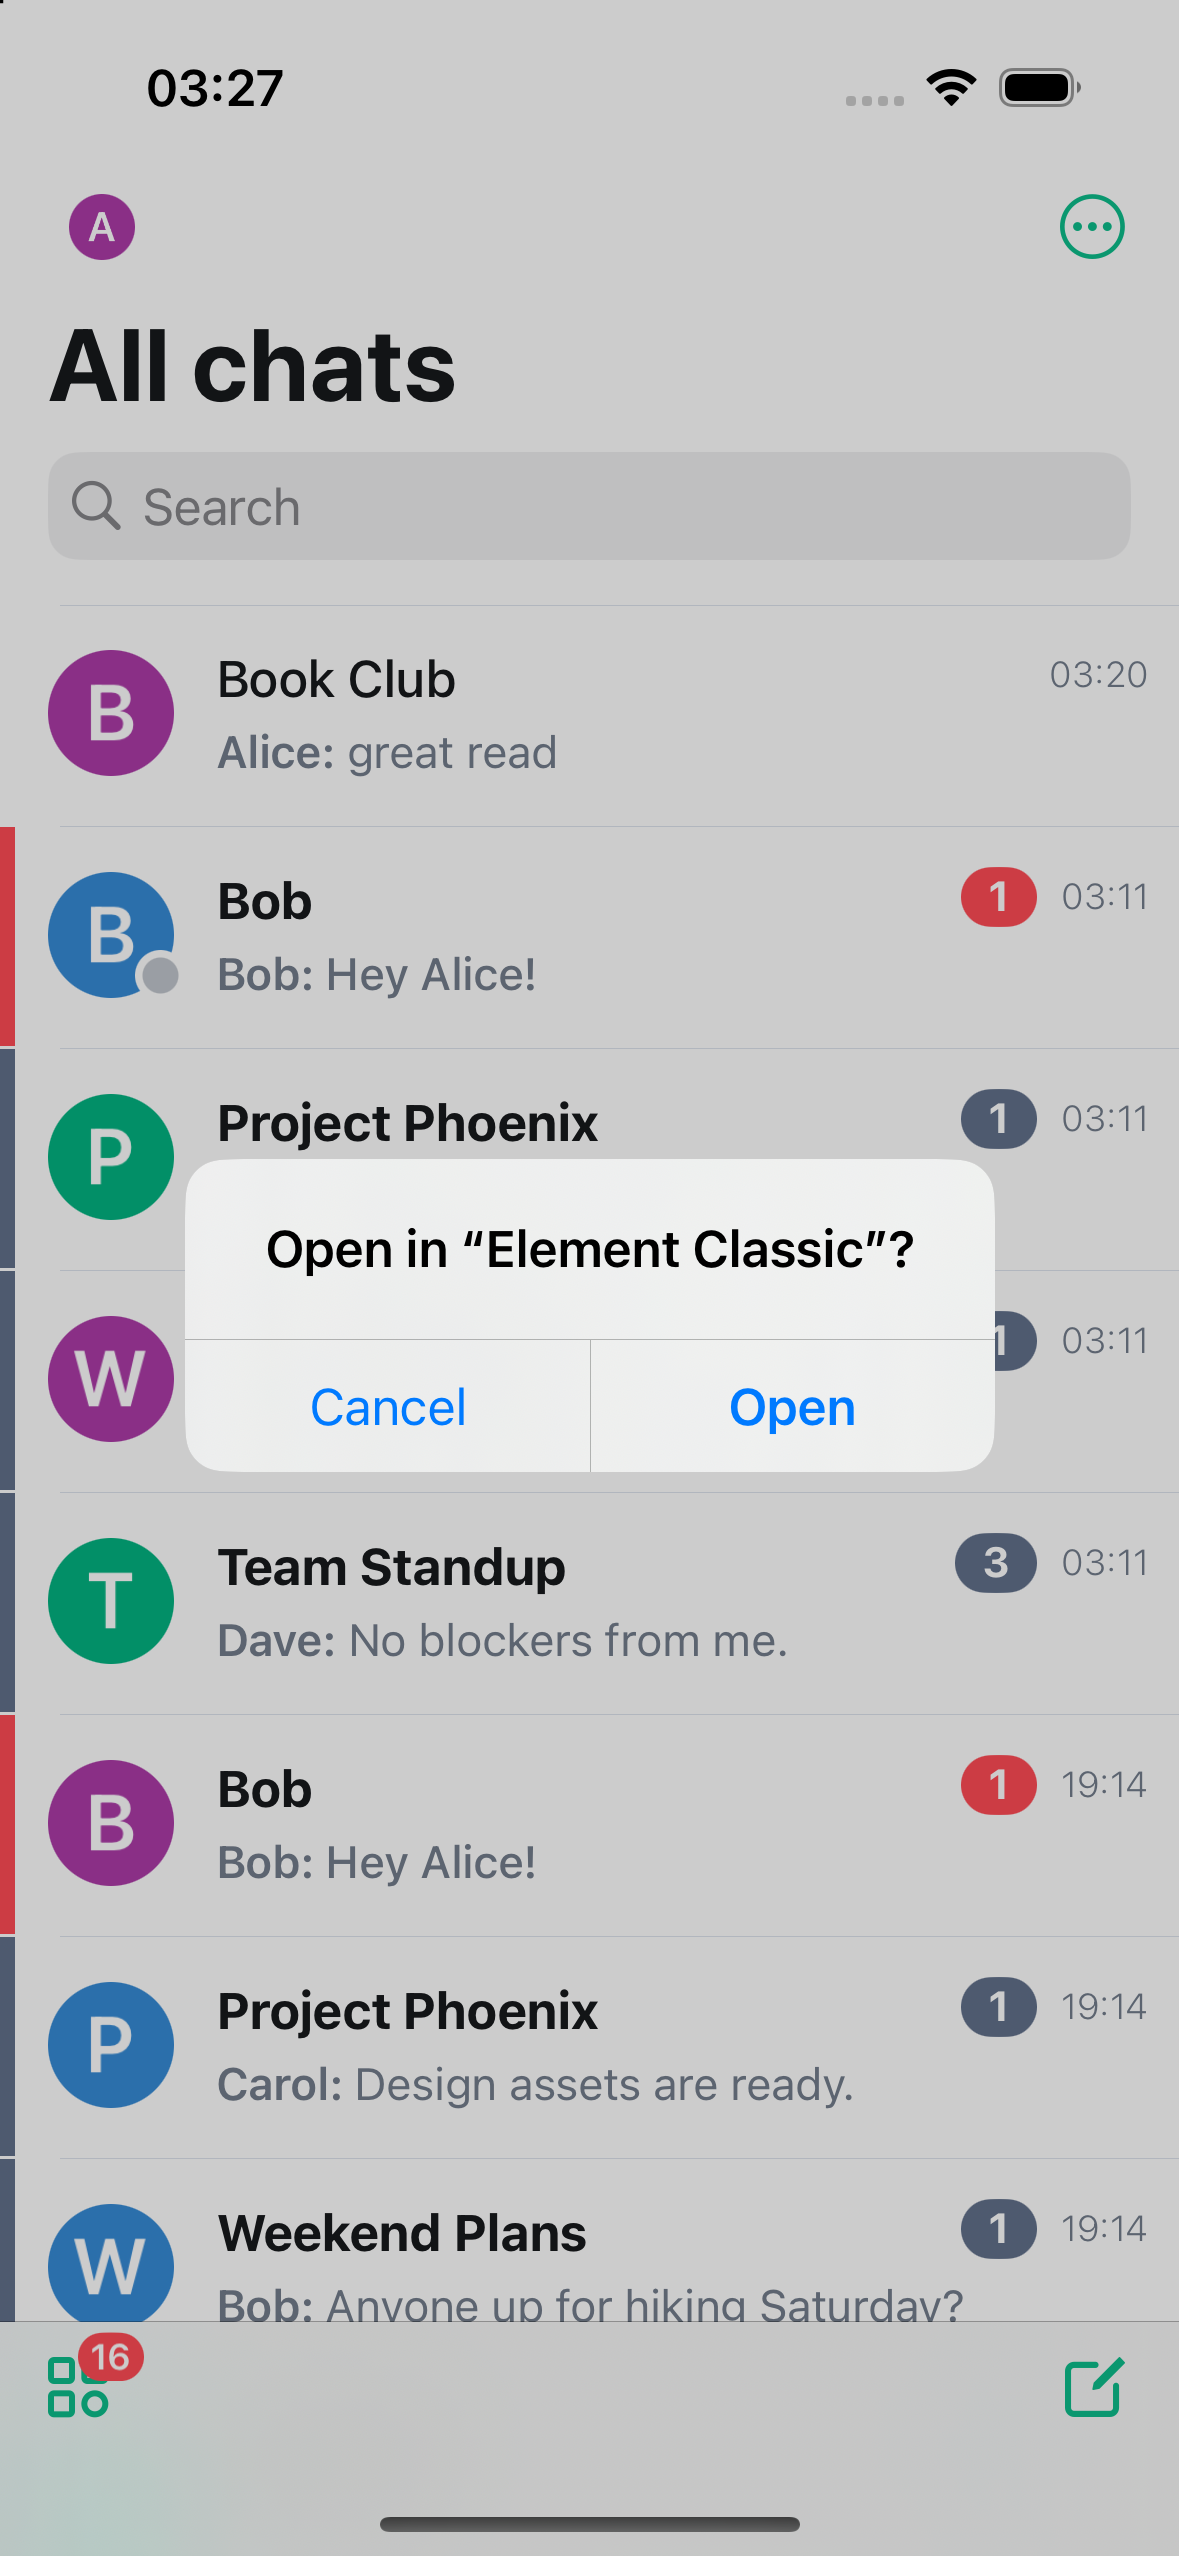 03:27
A
All chats
Search
B
Book Club
03:20
Alice: great read
B
Bob
1
03:11
Bob: Hey Alice!
P
Project Phoenix
1
03:11
Open in “Element Classic”?
W
1
03:11
Cancel
Open
T
Team Standup
3
03:11
Dave: No blockers from me.
B
Bob
1
19:14
Bob: Hey Alice!
P
Project Phoenix
1
19:14
Carol: Design assets are ready.
W
Weekend Plans
1
19:14
Bob: Anyone up for hiking Saturday?
16